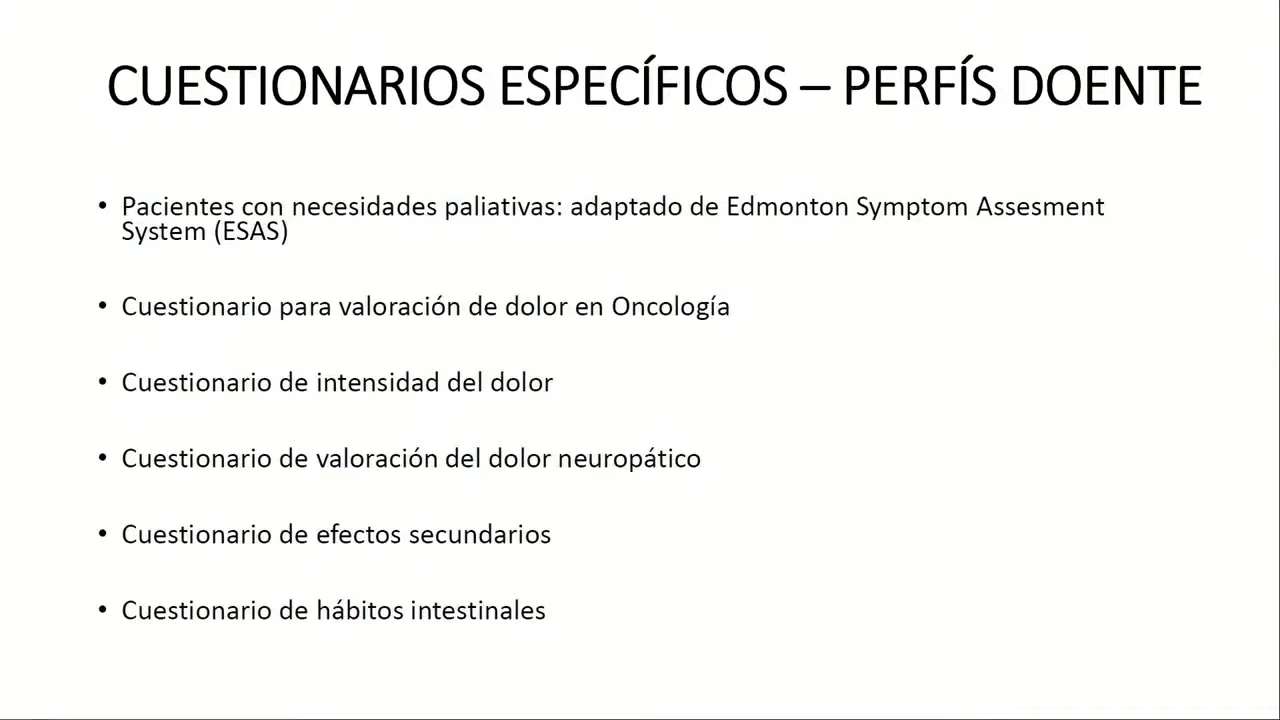 CUESTIONARIOS ESPECÍFICOS – PERFÍS DOENTE
• Pacientes con necesidades paliativas: adaptado de Edmonton Symptom Assesment
System (ESAS)
• Cuestionario para valoración de dolor en Oncología
• Cuestionario de intensidad del dolor
• Cuestionario de valoración del dolor neuropático
• Cuestionario de efectos secundarios
• Cuestionario de hábitos intestinales